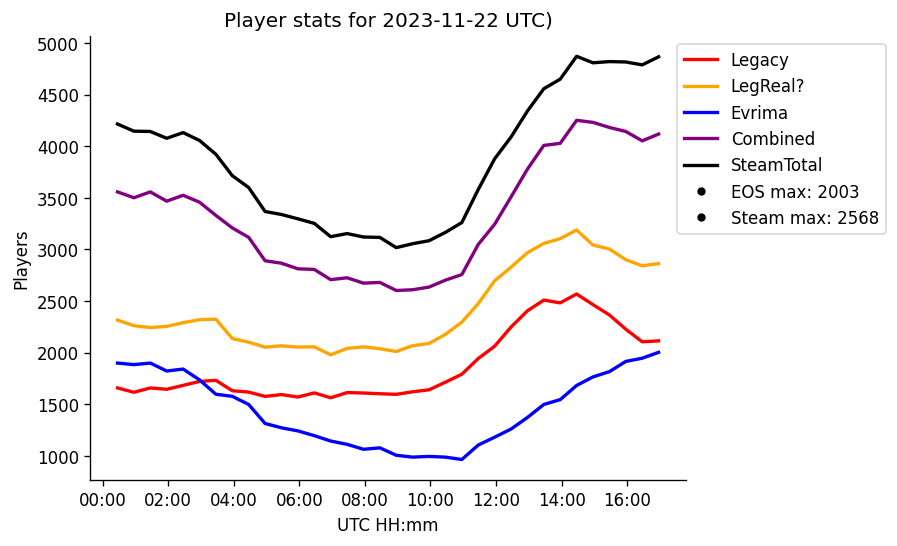 Player stats for 2023-11-22 UTC)
5000
4500
4000
3500
3000
2500
2000
1500
1000
Players
00:00 02:00 04:00 06:00 08:00 10:00 12:00 14:00 16:00
UTC HH:mm
Legacy
LegReal?
Evrima
Combined
SteamTotal
EOS max: 2003
Steam max: 2568